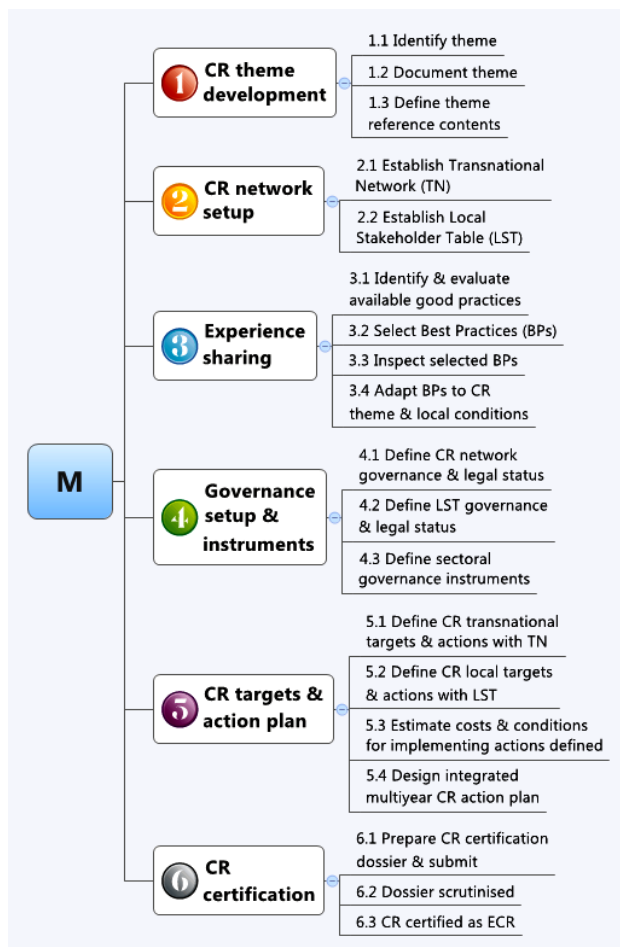 M
1
CR theme
development
1.1 Identify theme
1.2 Document theme
1.3 Define theme
reference contents
2
CR network
setup
2.1 Establish Transnational
Network (TN)
2.2 Establish Local
Stakeholder Table (LST)
3
Experience
sharing
3.1 Identify & evaluate
available good practices
3.2 Select Best Practices (BPs)
3.3 Inspect selected BPs
3.4 Adapt BPs to CR
theme & local conditions
4
Governance
setup &
instruments
4.1 Define CR network
governance & legal status
4.2 Define LST governance
& legal status
4.3 Define sectoral
governance instruments
5
CR targets &
action plan
5.1 Define CR transnational
targets & actions with TN
5.2 Define CR local targets
& actions with LST
5.3 Estimate costs & conditions
for implementing actions defined
5.4 Design integrated
multiyear CR action plan
6
CR
certification
6.1 Prepare CR certification
dossier & submit
6.2 Dossier scrutinised
6.3 CR certified as ECR